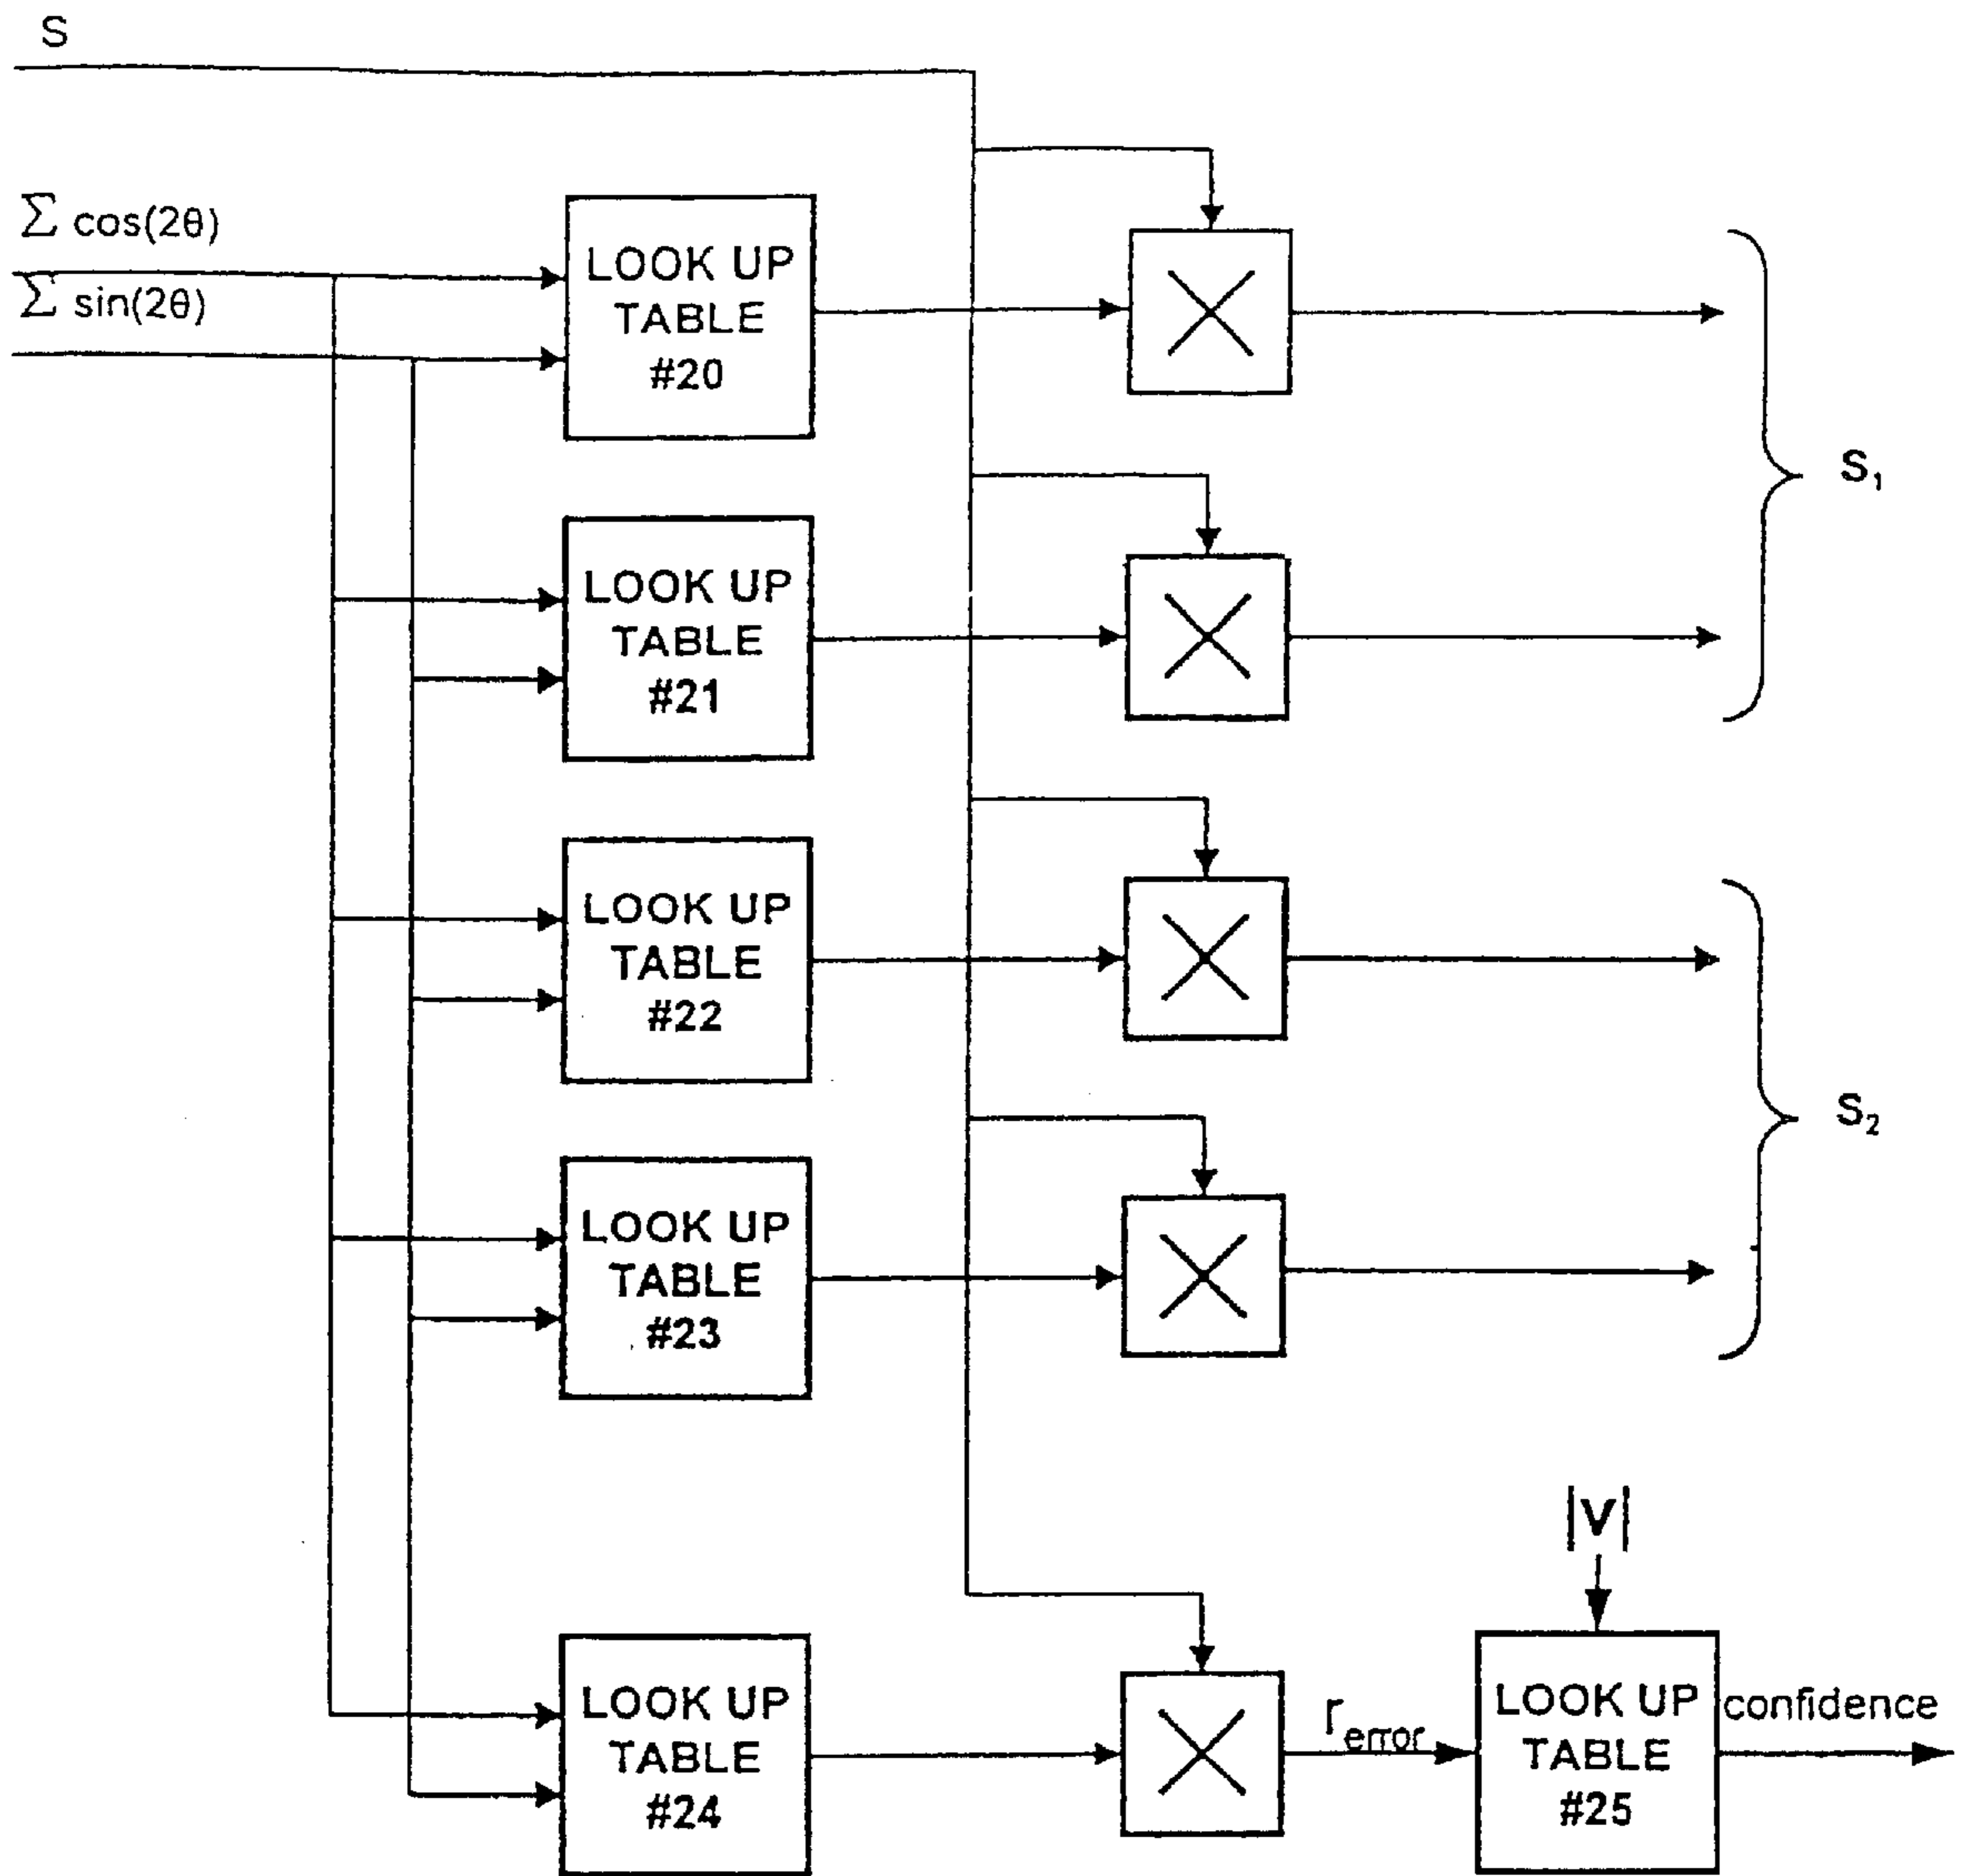 S
Σ cos(2θ)
Σ sin(2θ)
LOOK UP
TABLE
#20
S₁
LOOK UP
TABLE
#21
LOOK UP
TABLE
#22
S₂
LOOK UP
TABLE
#23
|V|
LOOK UP
TABLE
#24
r_error
LOOK UP
TABLE
#25
confidence